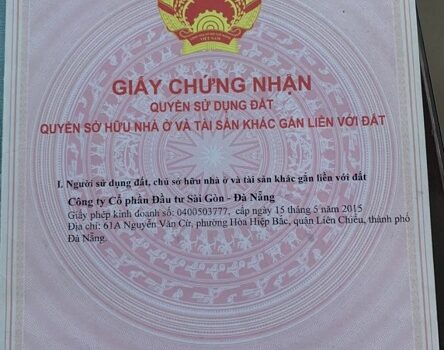 VIỆT NAM
GIẤY CHỨNG NHẬN
QUYỀN SỬ DỤNG ĐẤT
QUYỀN SỞ HỮU NHÀ Ở VÀ TÀI SẢN KHÁC GẮN LIỀN VỚI ĐẤT
I. Người sử dụng đất, chủ sở hữu nhà ở và tài sản khác gắn liền với đất
Công ty Cổ phần Đầu tư Sài Gòn - Đà Nẵng
Giấy phép kinh doanh số: 0400503777, cấp ngày 15 tháng 5 năm 2015
Địa chỉ: 61A Nguyễn Văn Cừ, phường Hòa Hiệp Bắc, quận Liên Chiểu, thành phố
Đà Nẵng.